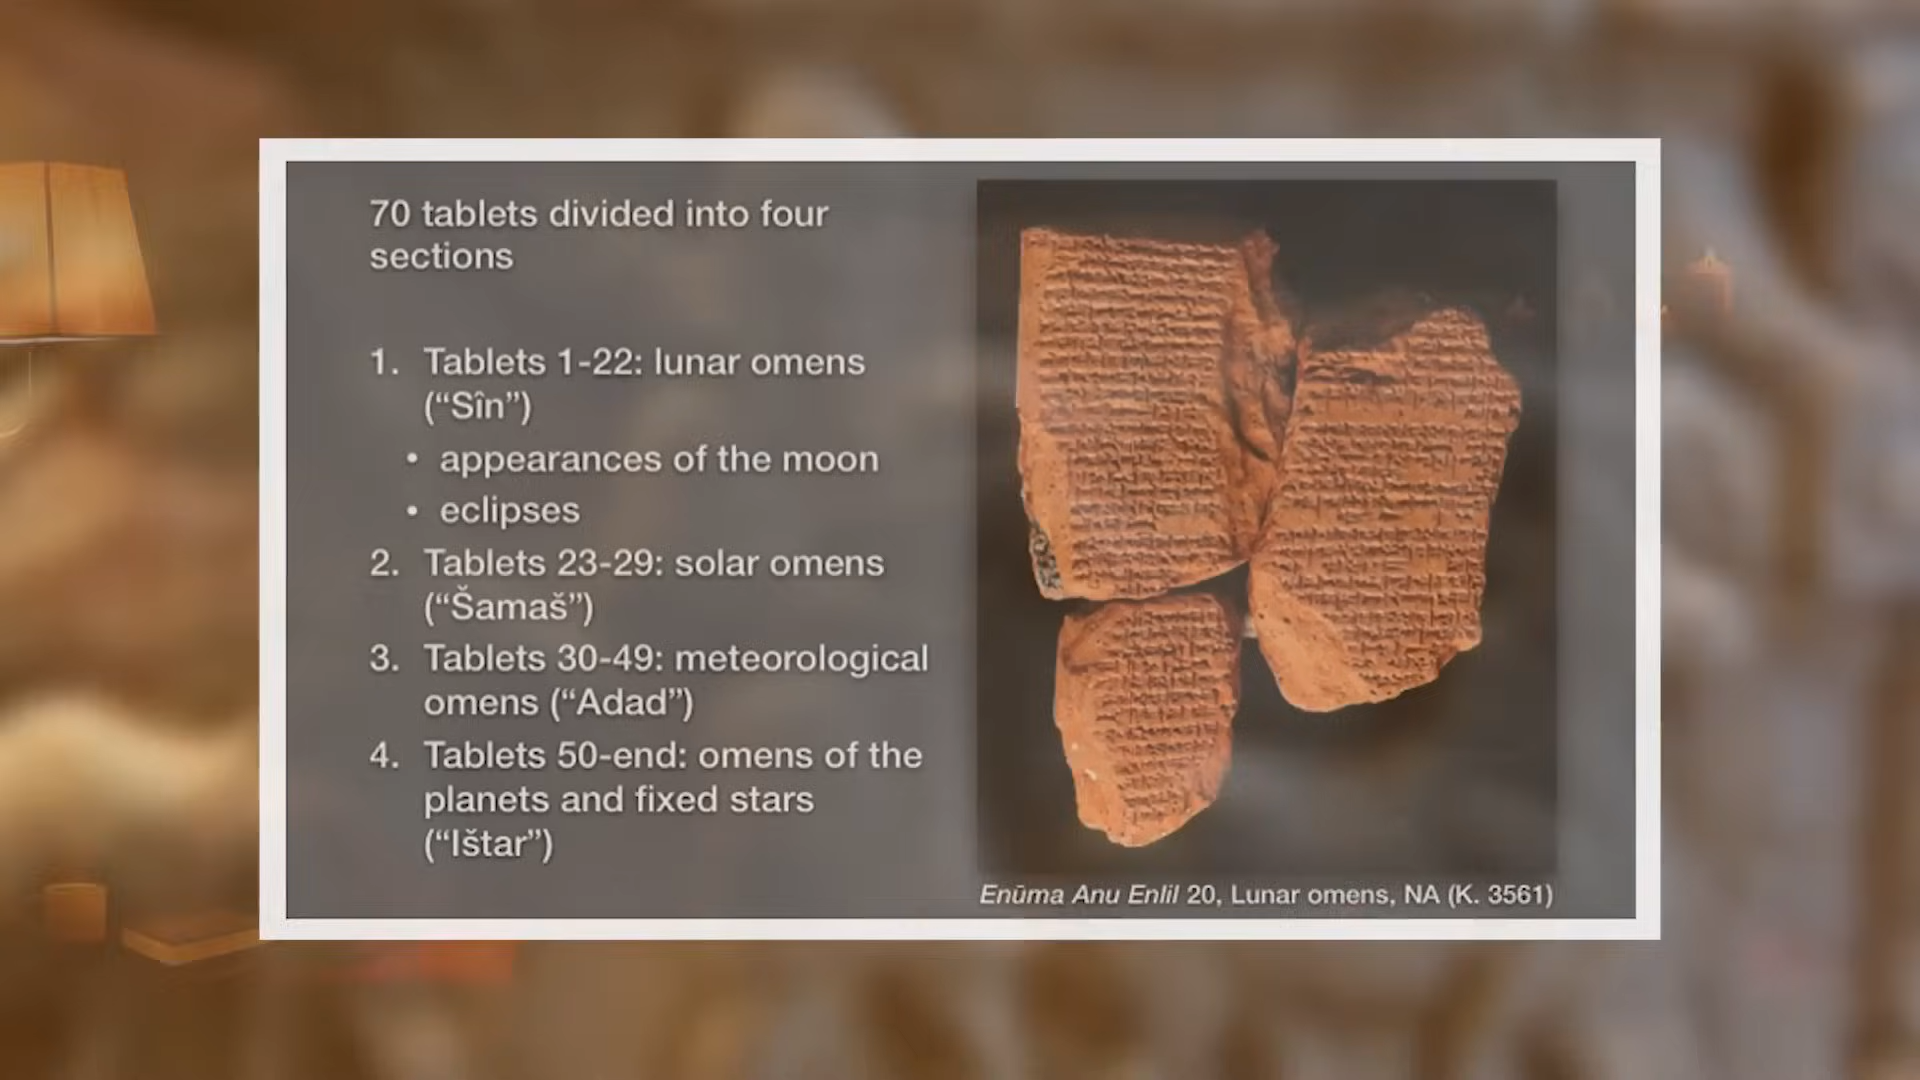 70 tablets divided into four
sections
1. Tablets 1-22: lunar omens
(“Sîn”)
• appearances of the moon
• eclipses
2. Tablets 23-29: solar omens
(“Šamaš”)
3. Tablets 30-49: meteorological
omens (“Adad”)
4. Tablets 50-end: omens of the
planets and fixed stars
(“Ištar”)
Enūma Anu Enlil 20, Lunar omens, NA (K. 3561)